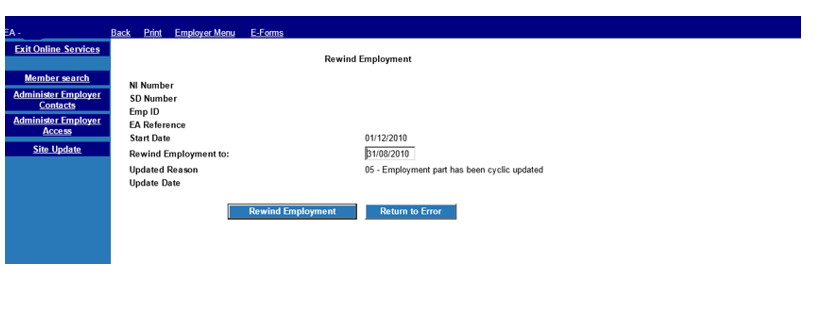 EA - Back Print Employer Menu E-Forms
Exit Online Services
Rewind Employment
Member search
Administer Employer
Contacts
Administer Employer
Access
Site Update
NI Number
SD Number
Emp ID
EA Reference
Start Date 01/12/2010
Rewind Employment to: 31/08/2010
Updated Reason 05 - Employment part has been cyclic updated
Update Date
Rewind Employment Return to Error